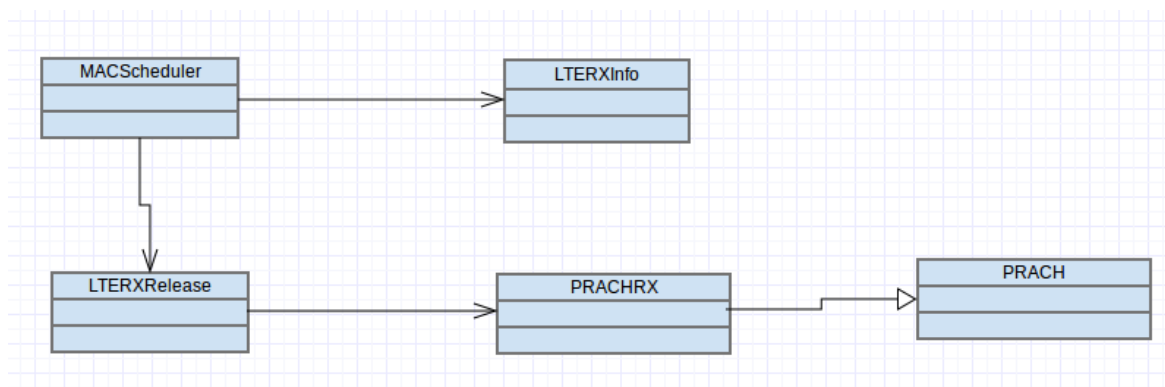 MACScheduler
LTERXInfo
LTERXRelease
PRACHRX
PRACH